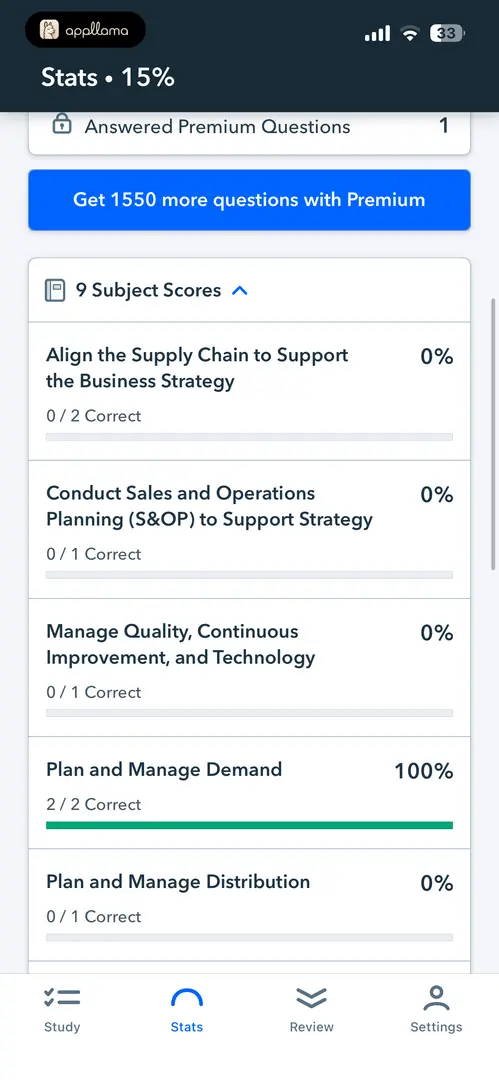 appllama
33
Stats • 15%
Answered Premium Questions 1
Get 1550 more questions with Premium
9 Subject Scores
Align the Supply Chain to Support 0%
the Business Strategy
0 / 2 Correct
Conduct Sales and Operations 0%
Planning (S&OP) to Support Strategy
0 / 1 Correct
Manage Quality, Continuous 0%
Improvement, and Technology
0 / 1 Correct
Plan and Manage Demand 100%
2 / 2 Correct
Plan and Manage Distribution 0%
0 / 1 Correct
Study Stats Review Settings